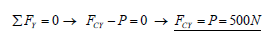 ΣF_Y = 0 → F_CY − P = 0 → F_CY = P = 500N